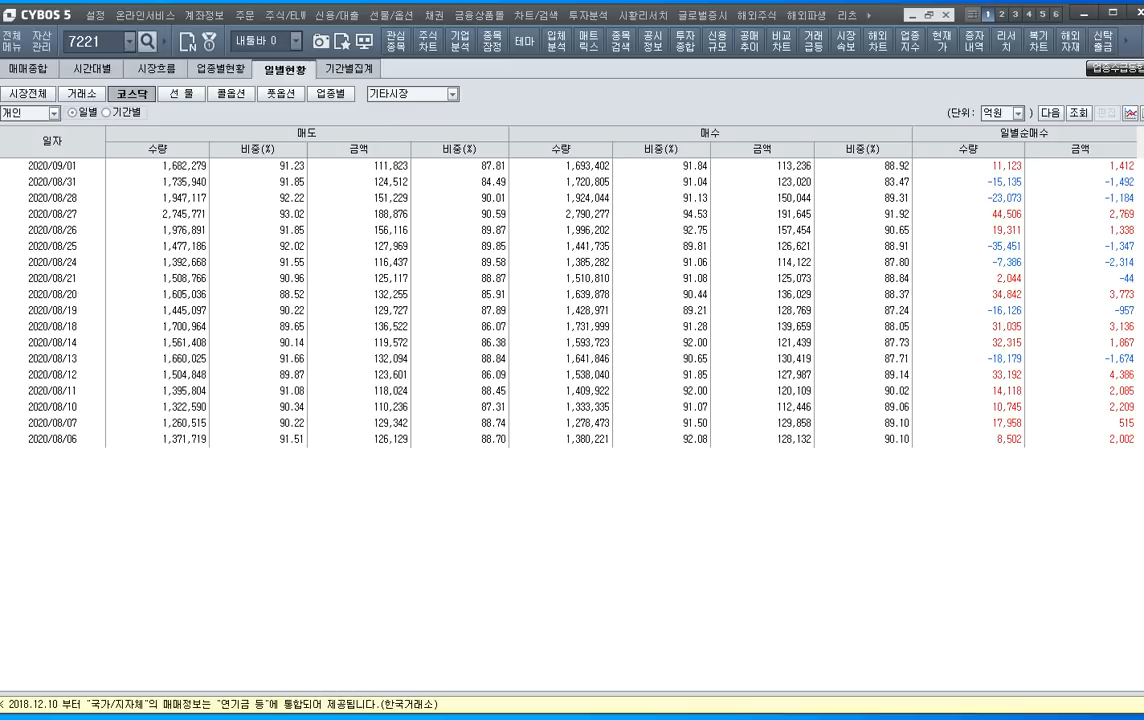 CYBOS 5 설정 온라인서비스 계좌정보 주문 주식/ELW 신용/대출 선물/옵션 채권 금융상품몰 차트/검색 투자분석 시황리서치 글로벌증시 해외주식 해외파생 리츠 1 2 3 4 5 6
전체메뉴 자산관리 7221 내툴바 0 관심종목 주식차트 기업분석 종목잠정 테마 입체분석 매트릭스 종목검색 공시정보 투자종합 신용규모 공매추이 비교차트 거래급등 시장속보 해외차트 업종지수 현재가 증자내역 리서치 복기차트 해외자재 신탁출금
매매종합 시간대별 시장흐름 업종별현황 일별현황 기간별집계
시장전체 거래소 코스닥 선 물 콜옵션 풋옵션 업종별 기타시장
개인 일별 기간별 (단위: 억원 ) 다음 조회 편집
일자 매도 매수 일별순매수
수량 비중(%) 금액 비중(%) 수량 비중(%) 금액 비중(%) 수량 금액
2020/09/01 1,682,279 91.23 111,823 87.81 1,693,402 91.84 113,236 88.92 11,123 1,412
2020/08/31 1,735,940 91.85 124,512 84.49 1,720,805 91.04 123,020 83.47 -15,135 -1,492
2020/08/28 1,947,117 92.22 151,229 90.01 1,924,044 91.13 150,044 89.31 -23,073 -1,184
2020/08/27 2,745,771 93.02 188,876 90.59 2,790,277 94.53 191,645 91.92 44,506 2,769
2020/08/26 1,976,891 91.85 156,116 89.87 1,996,202 92.75 157,454 90.65 19,311 1,338
2020/08/25 1,477,186 92.02 127,969 89.85 1,441,735 89.81 126,621 88.91 -35,451 -1,347
2020/08/24 1,392,668 91.55 116,437 89.58 1,385,282 91.06 114,122 87.80 -7,386 -2,314
2020/08/21 1,508,766 90.96 125,117 88.87 1,510,810 91.08 125,073 88.84 2,044 -44
2020/08/20 1,605,036 88.52 132,255 85.91 1,639,878 90.44 136,029 88.37 34,842 3,773
2020/08/19 1,445,097 90.22 129,727 87.89 1,428,971 89.21 128,769 87.24 -16,126 -957
2020/08/18 1,700,964 89.65 136,522 86.07 1,731,999 91.28 139,659 88.05 31,035 3,136
2020/08/14 1,561,408 90.14 119,572 86.38 1,593,723 92.00 121,439 87.73 32,315 1,867
2020/08/13 1,660,025 91.66 132,094 88.84 1,641,846 90.65 130,419 87.71 -18,179 -1,674
2020/08/12 1,504,848 89.87 123,601 86.09 1,538,040 91.85 127,987 89.14 33,192 4,386
2020/08/11 1,395,804 91.08 118,024 88.45 1,409,922 92.00 120,109 90.02 14,118 2,085
2020/08/10 1,322,590 90.34 110,236 87.31 1,333,335 91.07 112,446 89.06 10,745 2,209
2020/08/07 1,260,515 90.22 129,342 88.74 1,278,473 91.50 129,858 89.10 17,958 515
2020/08/06 1,371,719 91.51 126,129 88.70 1,380,221 92.08 128,132 90.10 8,502 2,002
2018.12.10 부터 "국가/지자체"의 매매정보는 "연기금 등"에 통합되어 제공됩니다.(한국거래소)